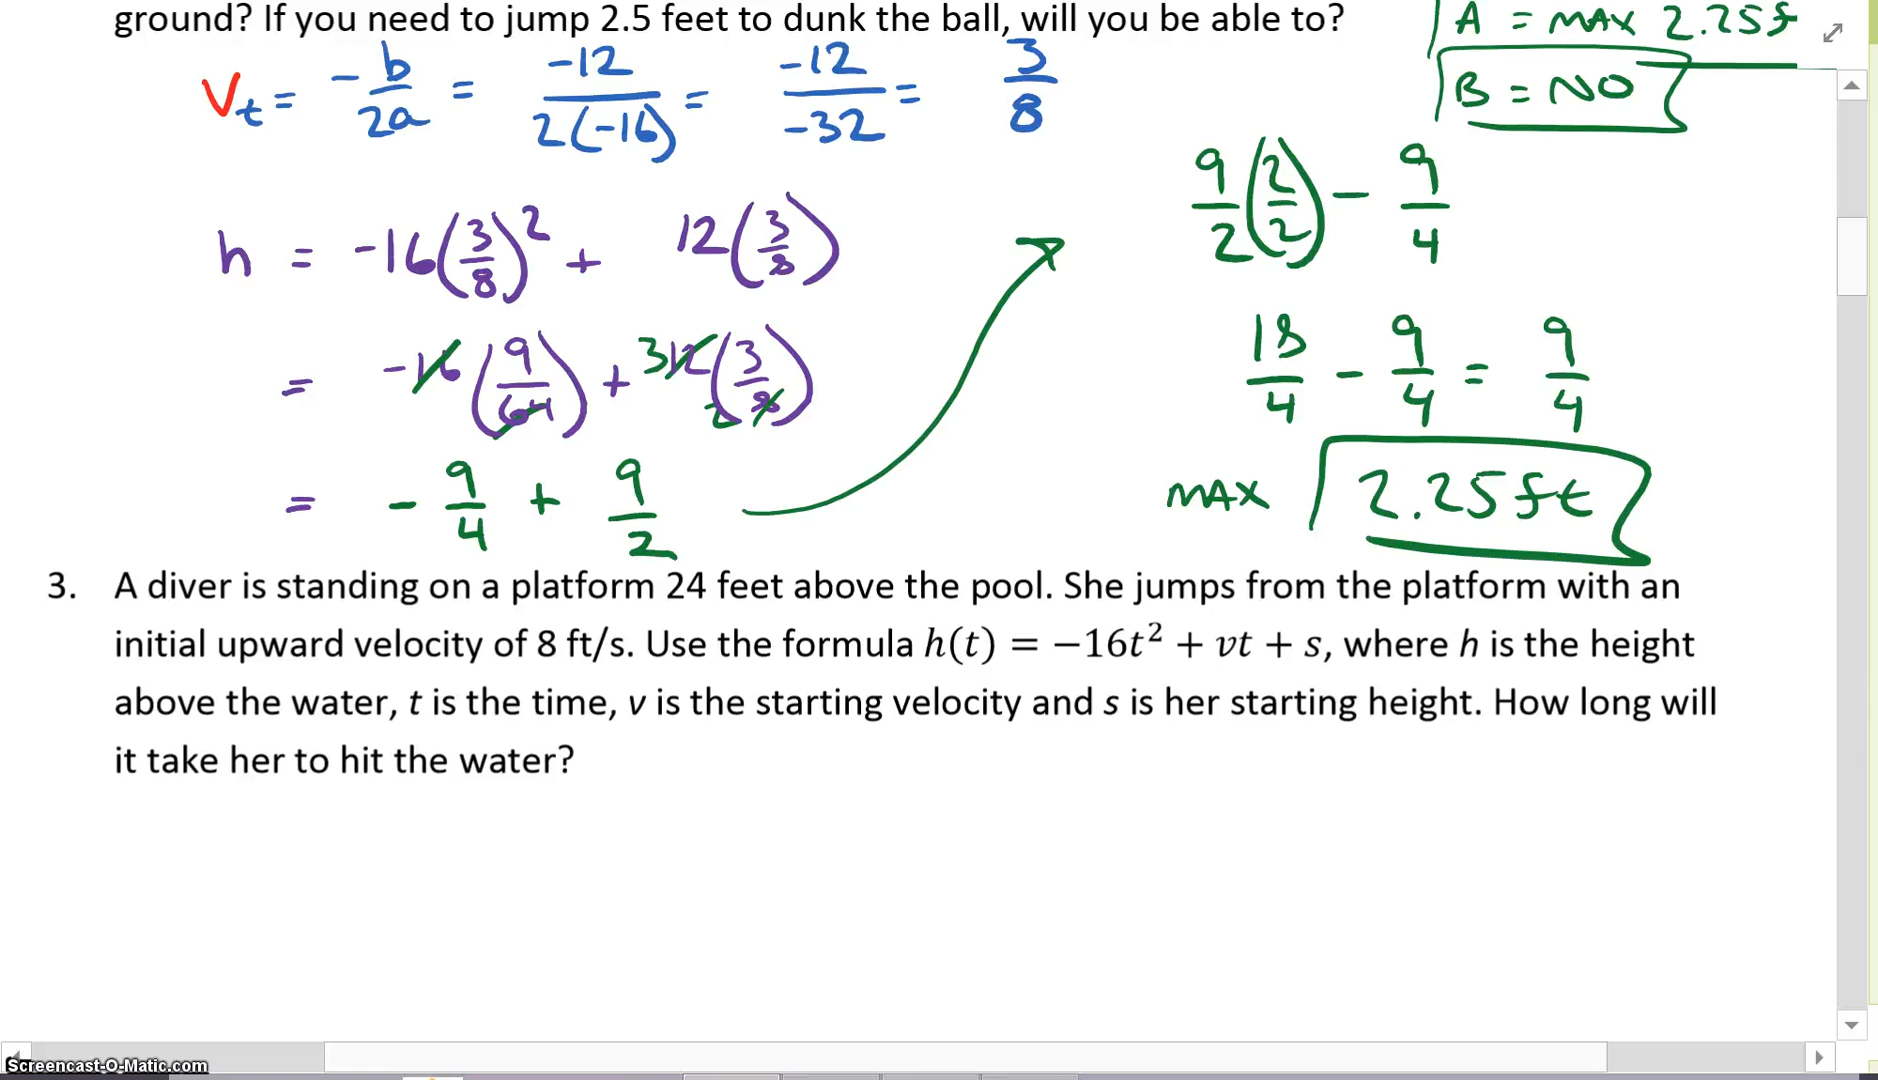 ground? If you need to jump 2.5 feet to dunk the ball, will you be able to?
A = MAX 2.25f
B = NO
Vt = -b/2a = -12/2(-16) = -12/-32 = 3/8
9/2(2/2) - 9/4
h = -16(3/8)² + 12(3/8)
18/4 - 9/4 = 9/4
= -16(9/64) + 3 12(3/8) 2
MAX 2.25ft
= -9/4 + 9/2
3. A diver is standing on a platform 24 feet above the pool. She jumps from the platform with an
initial upward velocity of 8 ft/s. Use the formula h(t) = −16t² + vt + s, where h is the height
above the water, t is the time, v is the starting velocity and s is her starting height. How long will
it take her to hit the water?
Screencast-O-Matic.com